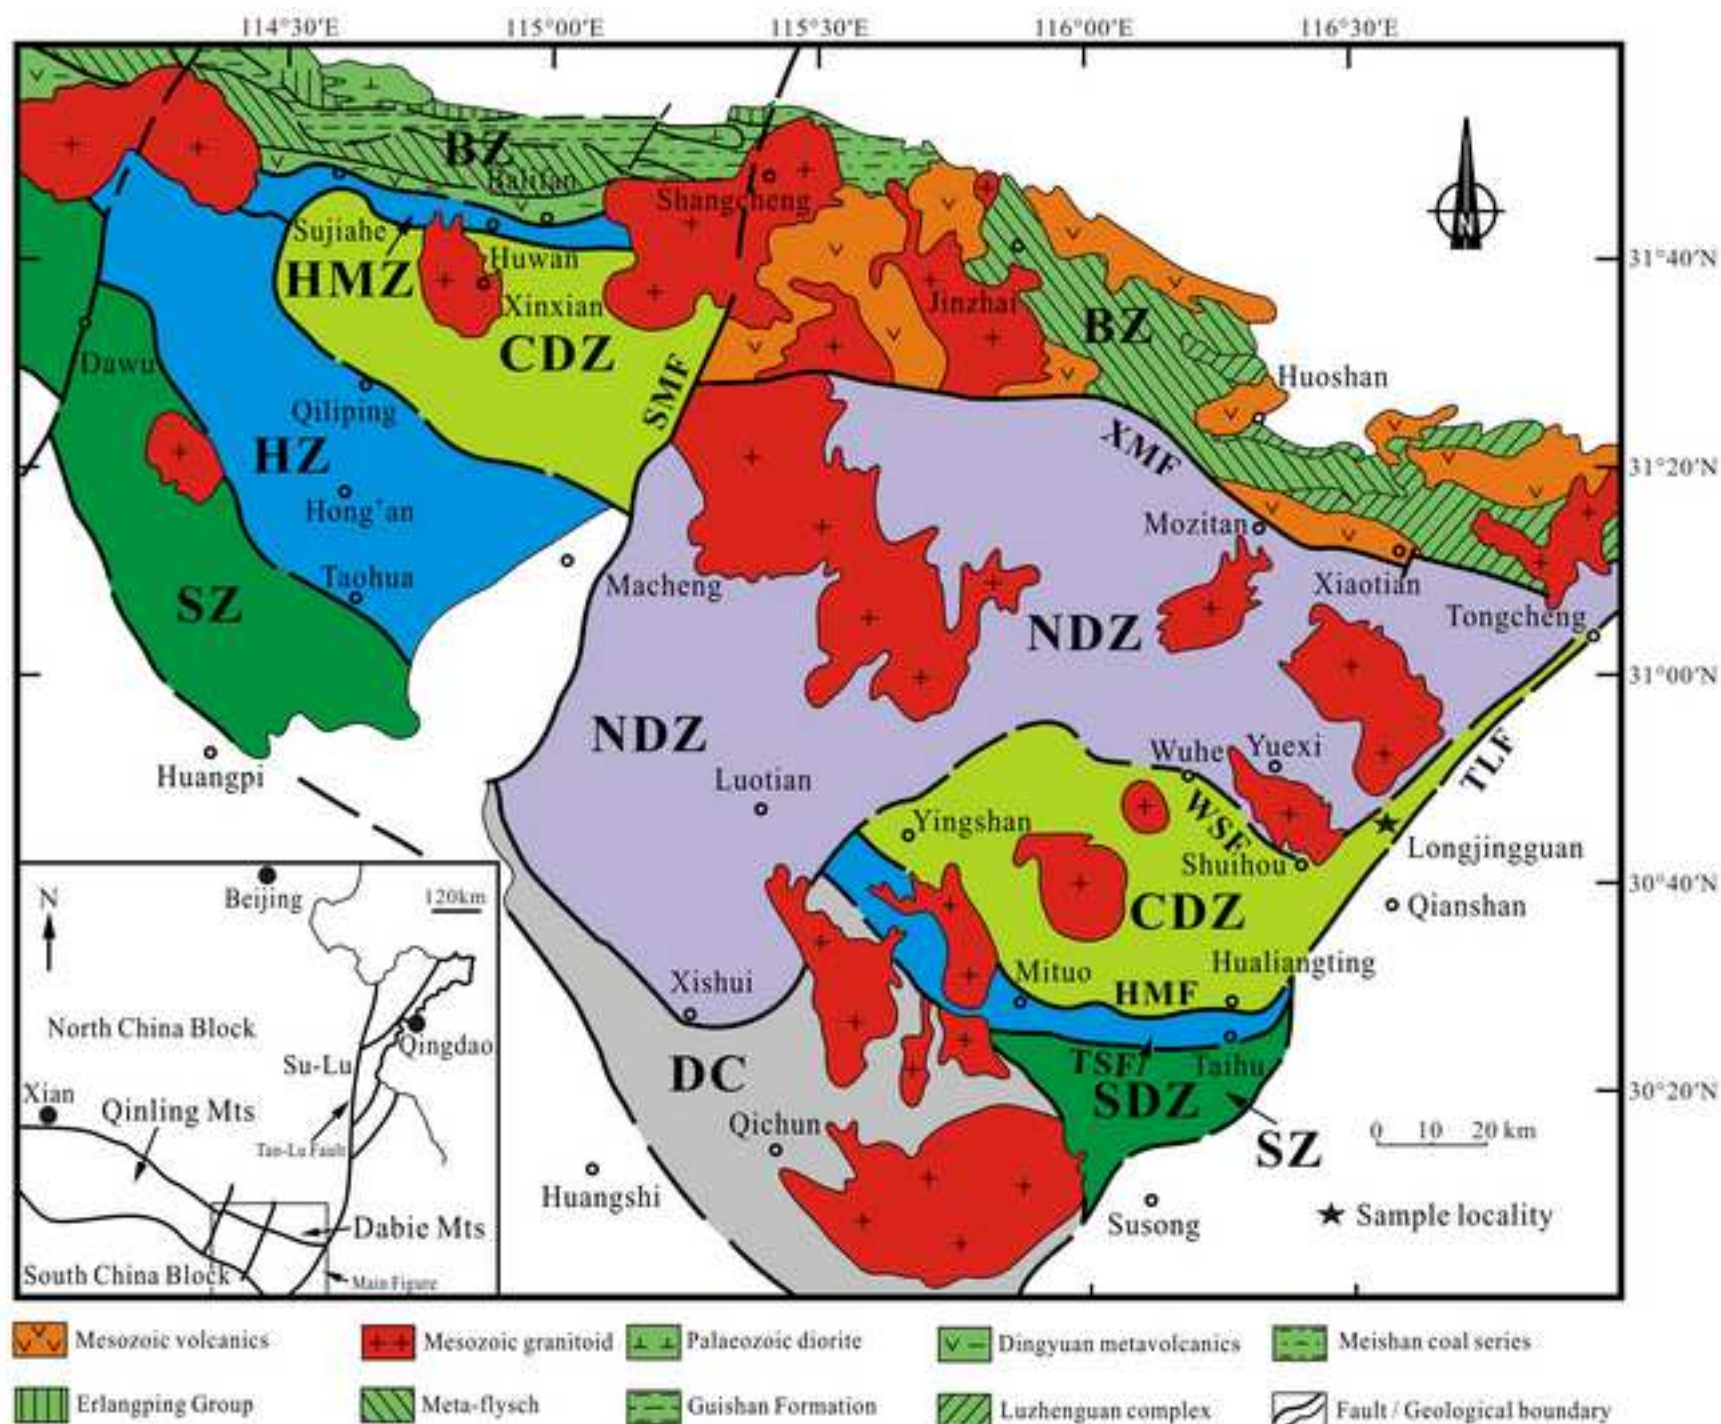 114°30′E 115°00′E 115°30′E 116°00′E 116°30′E
BZ
Balifan
Shangcheng
Sujiahe
Huwan
HMZ
31°40′N
Xinxian
Jinzhai
BZ
CDZ
Dawu
SMF
Huoshan
Qiliping
HZ
XMF
31°20′N
Hong'an
Mozitan
Taohua
Macheng
Xiaotian
SZ
Tongcheng
NDZ
31°00′N
NDZ
Wuhe Yuexi
Huangpi
Luotian
TLF
Yingshan
WSF
Longjingguan
Shuihou
30°40′N
CDZ
Qianshan
Xishui
Mituo
Hualiangting
HMF
DC
TSF
Taihu
SDZ
30°20′N
Qichun
SZ
0 10 20 km
Huangshi
Susong
Sample locality
N
Beijing
120km
North China Block
Qingdao
Su-Lu
Xian
Qinling Mts
Tan-Lu Fault
Dabie Mts
South China Block
Main Figure
N
Mesozoic volcanics
Mesozoic granitoid
Palaeozoic diorite
Dingyuan metavolcanics
Meishan coal series
Erlangping Group
Meta-flysch
Guishan Formation
Luzhenguan complex
Fault / Geological boundary